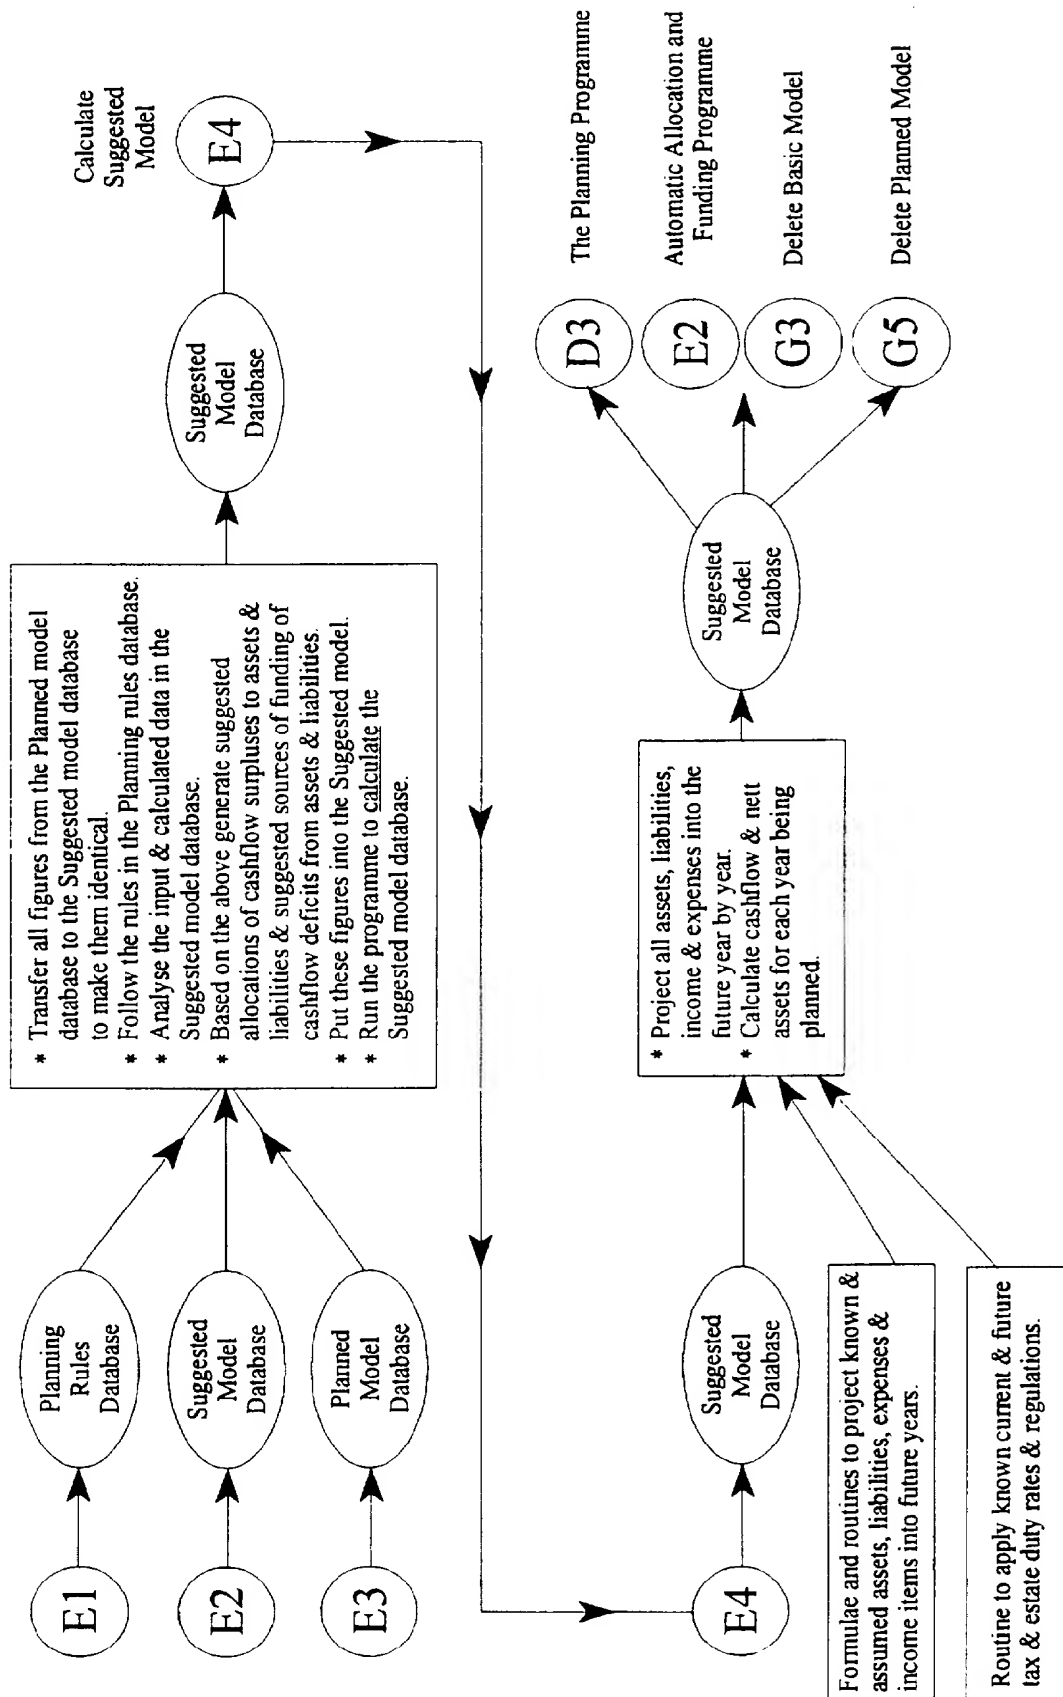 E1
Planning
Rules
Database
E2
Suggested
Model
Database
E3
Planned
Model
Database
* Transfer all figures from the Planned model
database to the Suggested model database
to make them identical.
* Follow the rules in the Planning rules database.
* Analyse the input & calculated data in the
Suggested model database.
* Based on the above generate suggested
allocations of cashflow surpluses to assets &
liabilities & suggested sources of funding of
cashflow deficits from assets & liabilities.
* Put these figures into the Suggested model.
* Run the programme to calculate the
Suggested model database.
Suggested
Model
Database
Calculate
Suggested
Model
E4
E4
Suggested
Model
Database
Formulae and routines to project known &
assumed assets, liabilities, expenses &
income items into future years.
Routine to apply known current & future
tax & estate duty rates & regulations.
* Project all assets, liabilities,
income & expenses into the
future year by year.
* Calculate cashflow & nett
assets for each year being
planned.
Suggested
Model
Database
D3
The Planning Programme
E2
Automatic Allocation and
Funding Programme
G3
Delete Basic Model
G5
Delete Planned Model